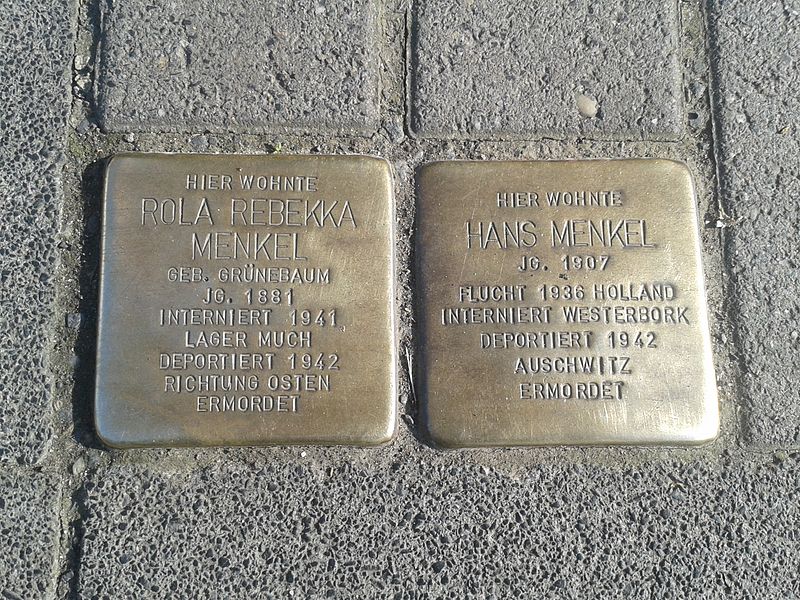 HIER WOHNTE
ROLA REBEKKA
MENKEL
GEB. GRÜNEBAUM
JG. 1881
INTERNIERT 1941
LAGER MUCH
DEPORTIERT 1942
RICHTUNG OSTEN
ERMORDET
HIER WOHNTE
HANS MENKEL
JG. 1907
FLUCHT 1936 HOLLAND
INTERNIERT WESTERBORK
DEPORTIERT 1942
AUSCHWITZ
ERMORDET